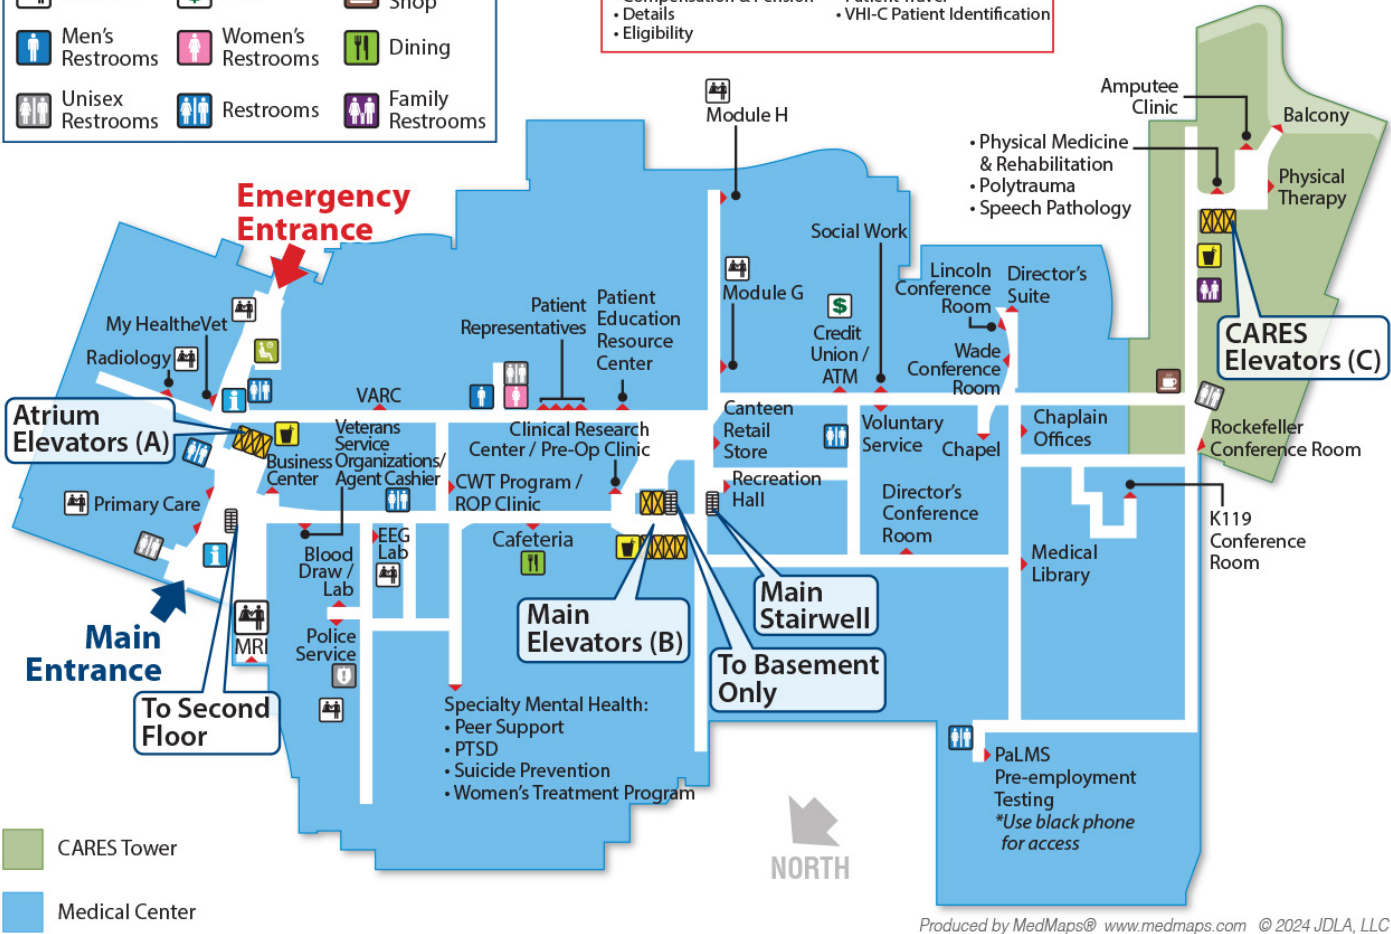 Shop
Men's
Restrooms
Women's
Restrooms
Dining
Unisex
Restrooms
Restrooms
Family
Restrooms
• Details
• Eligibility
• VHI-C Patient Identification
Module H
Amputee
Clinic
Balcony
• Physical Medicine
& Rehabilitation
• Polytrauma
• Speech Pathology
Physical
Therapy
Emergency
Entrance
Social Work
Lincoln
Conference
Room
Director's
Suite
Module G
Patient
Representatives
Patient
Education
Resource
Center
My HealtheVet
Radiology
$
Credit
Union /
ATM
Wade
Conference
Room
CARES
Elevators (C)
VARC
Atrium
Elevators (A)
i
Veterans
Service
Organizations/
Agent Cashier
Clinical Research
Center / Pre-Op Clinic
Canteen
Retail
Store
Voluntary
Service
Chapel
Chaplain
Offices
Rockefeller
Conference Room
Business
Center
CWT Program /
ROP Clinic
Recreation
Hall
Director's
Conference
Room
Primary Care
K119
Conference
Room
EEG
Lab
Cafeteria
Blood
Draw /
Lab
i
Medical
Library
Main
Elevators (B)
Main
Stairwell
Main
Entrance
MRI
Police
Service
To Basement
Only
To Second
Floor
Specialty Mental Health:
• Peer Support
• PTSD
• Suicide Prevention
• Women's Treatment Program
PaLMS
Pre-employment
Testing
*Use black phone
for access
NORTH
CARES Tower
Medical Center
Produced by MedMaps® www.medmaps.com © 2024 JDLA, LLC